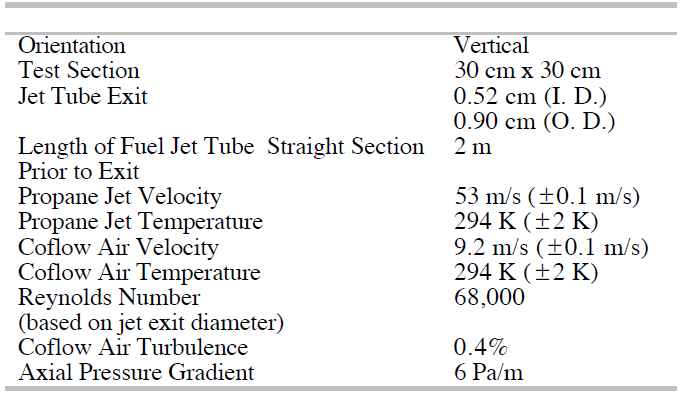 Orientation Vertical
Test Section 30 cm x 30 cm
Jet Tube Exit 0.52 cm (I. D.)
0.90 cm (O. D.)
Length of Fuel Jet Tube Straight Section 2 m
Prior to Exit
Propane Jet Velocity 53 m/s (±0.1 m/s)
Propane Jet Temperature 294 K (±2 K)
Coflow Air Velocity 9.2 m/s (±0.1 m/s)
Coflow Air Temperature 294 K (±2 K)
Reynolds Number 68,000
(based on jet exit diameter)
Coflow Air Turbulence 0.4%
Axial Pressure Gradient 6 Pa/m